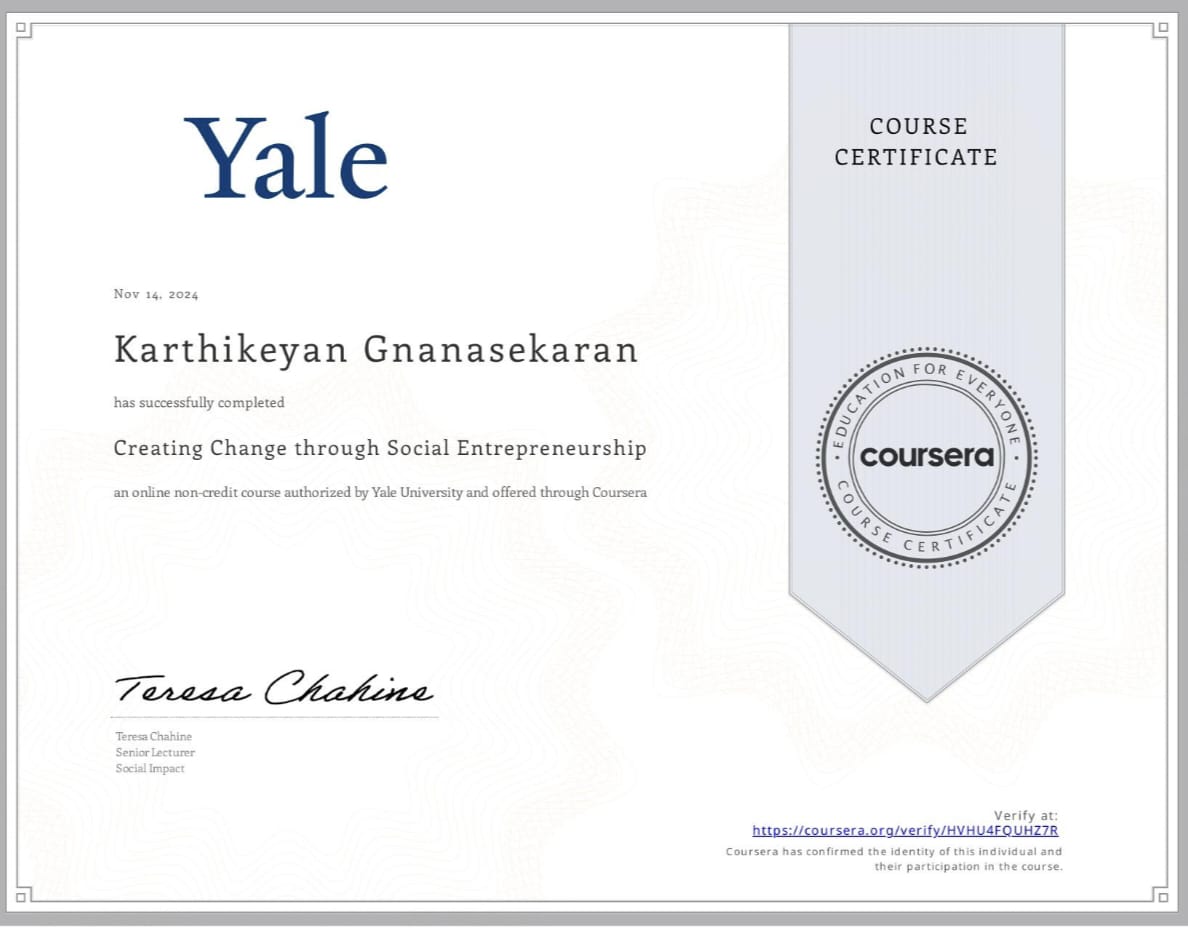 Yale
COURSE
CERTIFICATE
Nov 14, 2024
Karthikeyan Gnanasekaran
has successfully completed
Creating Change through Social Entrepreneurship
an online non-credit course authorized by Yale University and offered through Coursera
EDUCATION FOR EVERYONE
coursera
COURSE CERTIFICATE
Teresa Chahine
Teresa Chahine
Senior Lecturer
Social Impact
Verify at:
https://coursera.org/verify/HVHU4FQUHZ7R
Coursera has confirmed the identity of this individual and
their participation in the course.